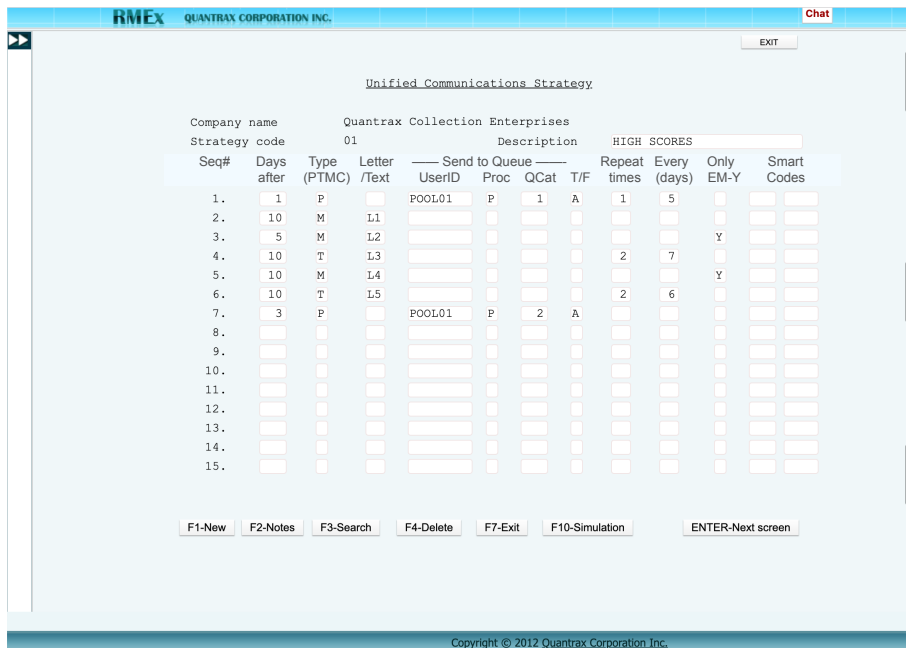 RMEx QUANTRAX CORPORATION INC. Chat
EXIT
Unified Communications Strategy
Company name Quantrax Collection Enterprises
Strategy code 01 Description HIGH SCORES
Seq# Days Type Letter —— Send to Queue ——- Repeat Every Only Smart
after (PTMC) /Text UserID Proc QCat T/F times (days) EM-Y Codes
1. 1 P POOL01 P 1 A 1 5
2. 10 M L1
3. 5 M L2 Y
4. 10 T L3 2 7
5. 10 M L4 Y
6. 10 T L5 2 6
7. 3 P POOL01 P 2 A
8.
9.
10.
11.
12.
13.
14.
15.
F1-New F2-Notes F3-Search F4-Delete F7-Exit F10-Simulation ENTER-Next screen
Copyright © 2012 Quantrax Corporation Inc.